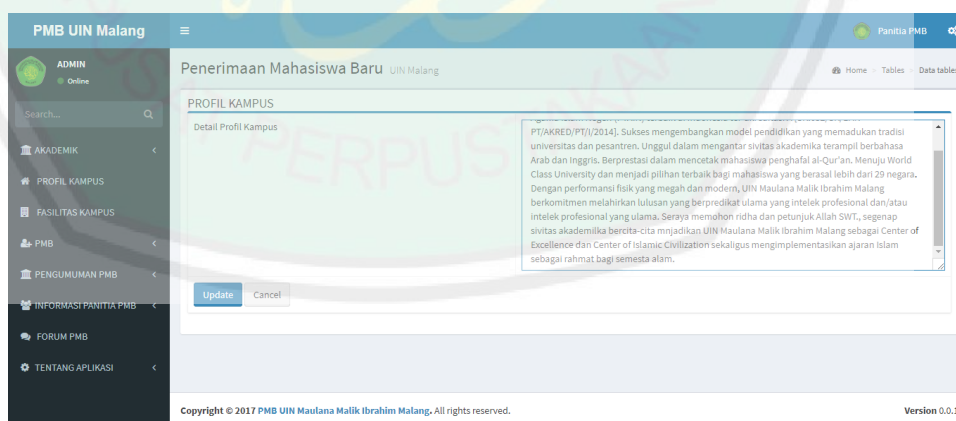 PMB UIN Malang
Panitia PMB
ADMIN
Online
Penerimaan Mahasiswa Baru UIN Malang
Home Tables Data tables
Search...
PROFIL KAMPUS
Detail Profil Kampus
PT/AKRED/PT/I/2014]. Sukses mengembangkan model pendidikan yang memadukan tradisi
universitas dan pesantren. Unggul dalam mengantar sivitas akademika terampil berbahasa
Arab dan Inggris. Berprestasi dalam mencetak mahasiswa penghafal al-Qur'an. Menuju World
Class University dan menjadi pilihan terbaik bagi mahasiswa yang berasal lebih dari 29 negara.
Dengan performansi fisik yang megah dan modern, UIN Maulana Malik Ibrahim Malang
berkomitmen melahirkan lulusan yang berpredikat ulama yang intelek profesional dan/atau
intelek profesional yang ulama. Seraya memohon ridha dan petunjuk Allah SWT., segenap
sivitas akademilka bercita-cita mnjadikan UIN Maulana Malik Ibrahim Malang sebagai Center of
Excellence dan Center of Islamic Civilization sekaligus mengimplementasikan ajaran Islam
sebagai rahmat bagi semesta alam.
AKADEMIK
PROFIL KAMPUS
FASILITAS KAMPUS
PMB
PENGUMUMAN PMB
INFORMASI PANITIA PMB
FORUM PMB
TENTANG APLIKASI
Update Cancel
PERPUSTAKAAN
Copyright © 2017 PMB UIN Maulana Malik Ibrahim Malang. All rights reserved.
Version 0.0.1